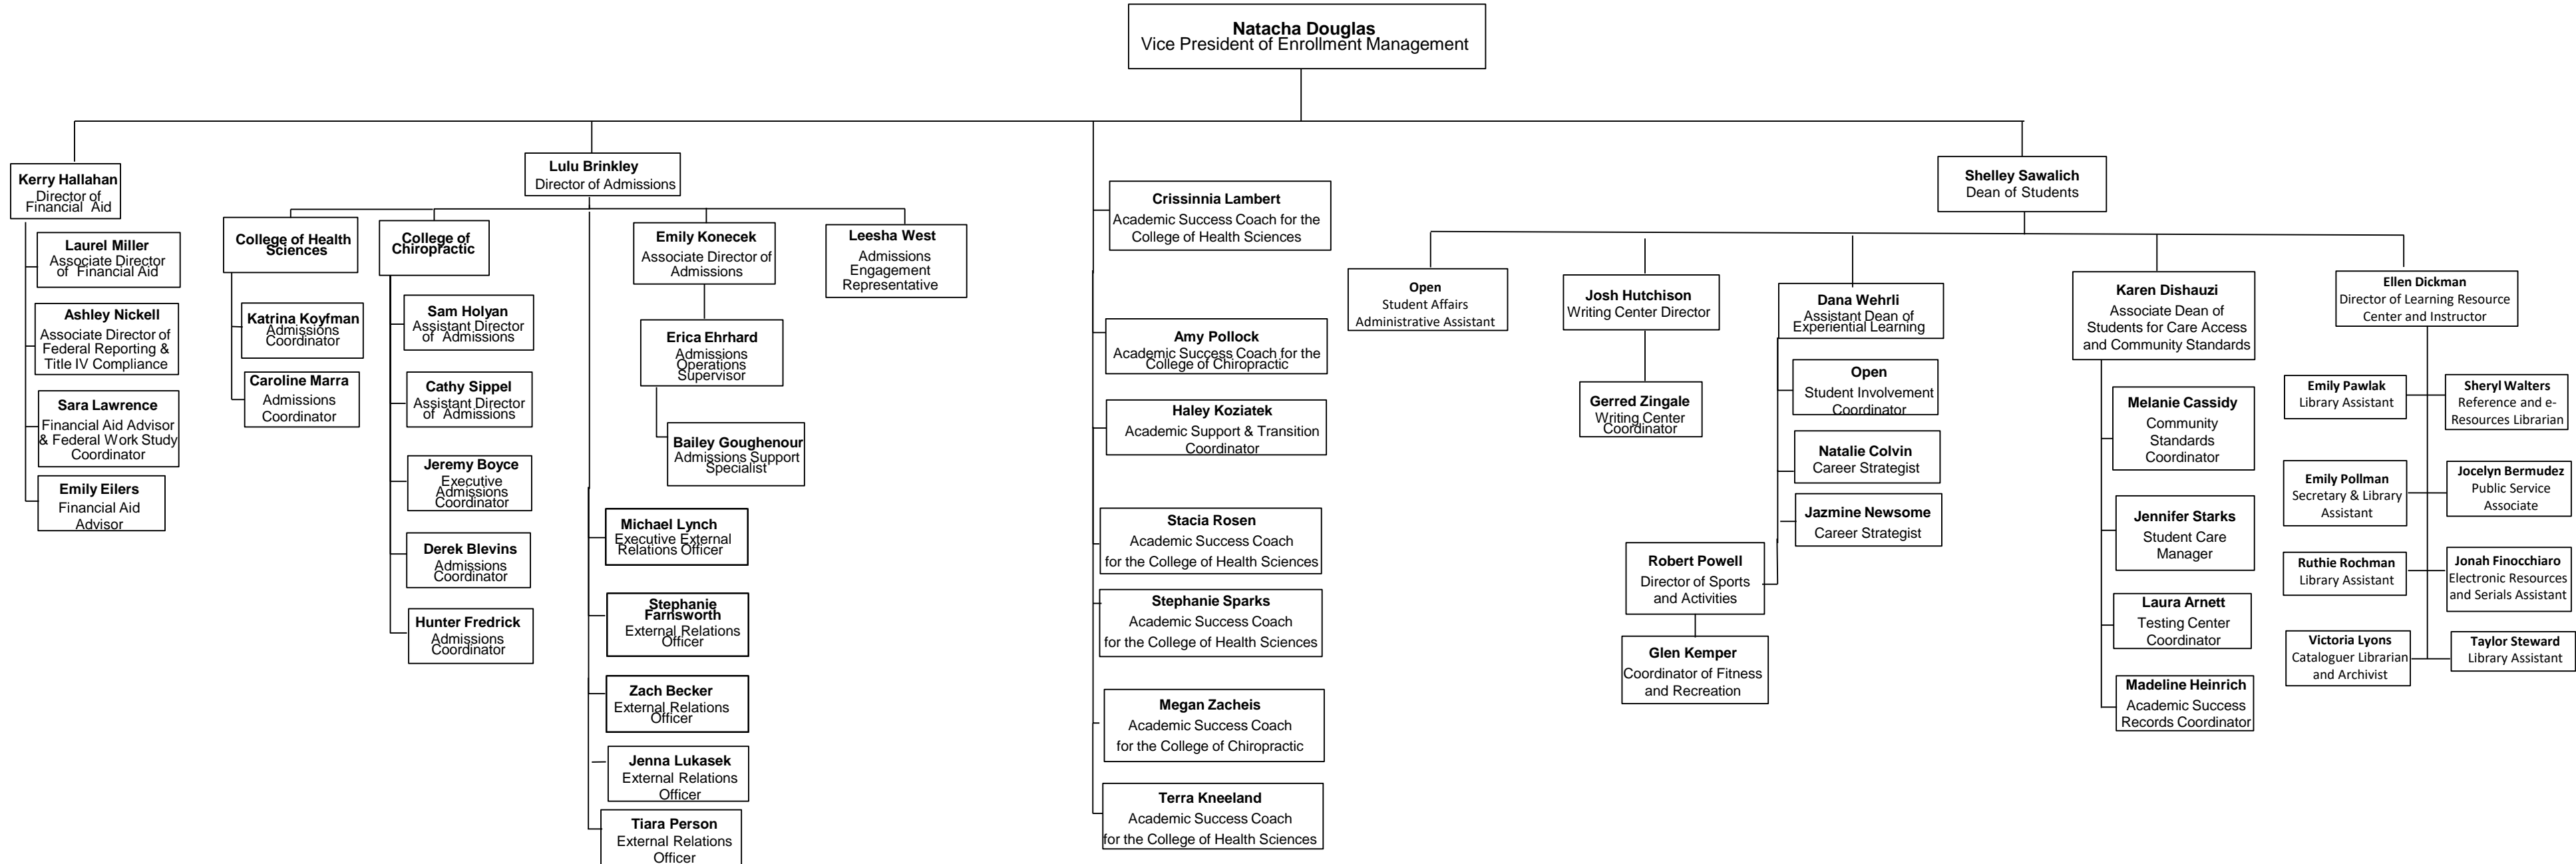 Natacha Douglas
Vice President of Enrollment Management
Kerry Hallahan
Director of
Financial Aid
Laurel Miller
Associate Director
of Financial Aid
Ashley Nickell
Associate Director of
Federal Reporting &
Title IV Compliance
Sara Lawrence
Financial Aid Advisor
& Federal Work Study
Coordinator
Emily Eilers
Financial Aid
Advisor
Lulu Brinkley
Director of Admissions
College of Health
Sciences
Katrina Koyfman
Admissions
Coordinator
Caroline Marra
Admissions
Coordinator
College of
Chiropractic
Sam Holyan
Assistant Director
of Admissions
Cathy Sippel
Assistant Director
of Admissions
Jeremy Boyce
Executive
Admissions
Coordinator
Derek Blevins
Admissions
Coordinator
Hunter Fredrick
Admissions
Coordinator
Michael Lynch
Executive External
Relations Officer
Stephanie
Farnsworth
External Relations
Officer
Zach Becker
External Relations
Officer
Jenna Lukasek
External Relations
Officer
Tiara Person
External Relations
Officer
Emily Konecek
Associate Director of
Admissions
Erica Ehrhard
Admissions
Operations
Supervisor
Bailey Goughenour
Admissions Support
Specialist
Leesha West
Admissions
Engagement
Representative
Crissinnia Lambert
Academic Success Coach for the
College of Health Sciences
Amy Pollock
Academic Success Coach for the
College of Chiropractic
Haley Koziatek
Academic Support & Transition
Coordinator
Stacia Rosen
Academic Success Coach
for the College of Health Sciences
Stephanie Sparks
Academic Success Coach
for the College of Health Sciences
Megan Zacheis
Academic Success Coach
for the College of Chiropractic
Terra Kneeland
Academic Success Coach
for the College of Health Sciences
Shelley Sawalich
Dean of Students
Open
Student Affairs
Administrative Assistant
Josh Hutchison
Writing Center Director
Gerred Zingale
Writing Center
Coordinator
Dana Wehrli
Assistant Dean of
Experiential Learning
Open
Student Involvement
Coordinator
Natalie Colvin
Career Strategist
Jazmine Newsome
Career Strategist
Robert Powell
Director of Sports
and Activities
Glen Kemper
Coordinator of Fitness
and Recreation
Karen Dishauzi
Associate Dean of
Students for Care Access
and Community Standards
Melanie Cassidy
Community
Standards
Coordinator
Jennifer Starks
Student Care
Manager
Laura Arnett
Testing Center
Coordinator
Madeline Heinrich
Academic Success
Records Coordinator
Ellen Dickman
Director of Learning Resource
Center and Instructor
Emily Pawlak
Library Assistant
Sheryl Walters
Reference and e-
Resources Librarian
Emily Pollman
Secretary & Library
Assistant
Jocelyn Bermudez
Public Service
Associate
Ruthie Rochman
Library Assistant
Jonah Finocchiaro
Electronic Resources
and Serials Assistant
Victoria Lyons
Cataloguer Librarian
and Archivist
Taylor Steward
Library Assistant